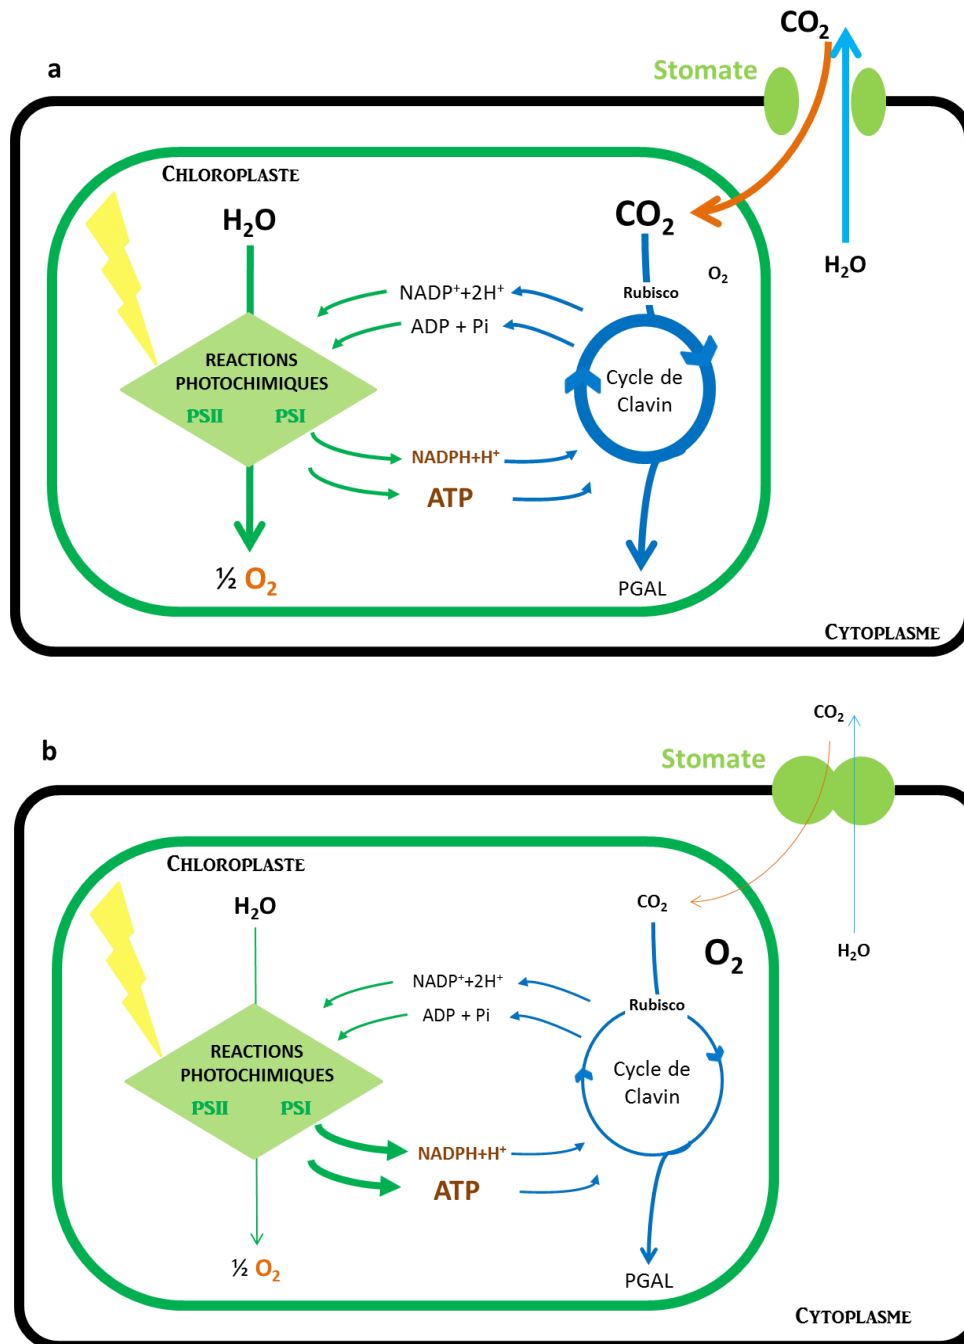 a
CO₂
Stomate
CHLOROPLASTE
H₂O
CO₂
H₂O
O₂
NADP⁺+2H⁺
Rubisco
ADP + Pi
REACTIONS
PHOTOCHIMIQUES
PSII PSI
Cycle de
Clavin
NADPH+H⁺
ATP
½ O₂
PGAL
CYTOPLASME
b
CO₂
Stomate
CHLOROPLASTE
H₂O
CO₂
O₂
H₂O
NADP⁺+2H⁺
Rubisco
ADP + Pi
REACTIONS
PHOTOCHIMIQUES
PSII PSI
Cycle de
Clavin
NADPH+H⁺
ATP
½ O₂
PGAL
CYTOPLASME